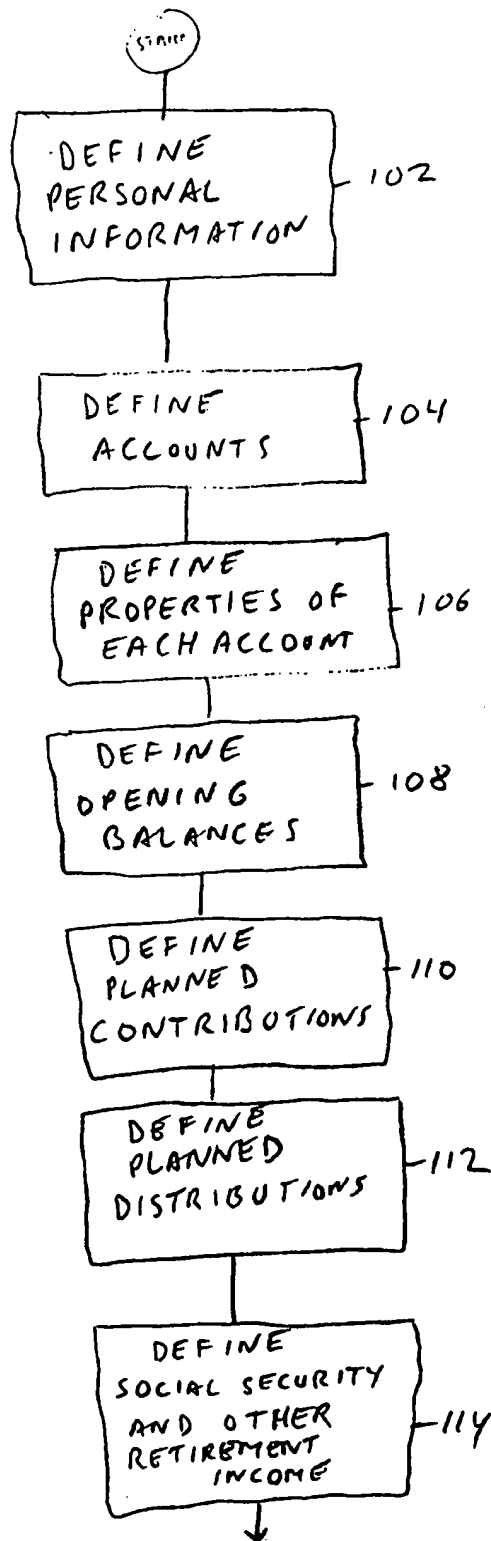 START
DEFINE
PERSONAL
INFORMATION
102
DEFINE
ACCOUNTS
104
DEFINE
PROPERTIES OF
EACH ACCOUNT
106
DEFINE
OPENING
BALANCES
108
DEFINE
PLANNED
CONTRIBUTIONS
110
DEFINE
PLANNED
DISTRIBUTIONS
112
DEFINE
SOCIAL SECURITY
AND OTHER
RETIREMENT
INCOME
114